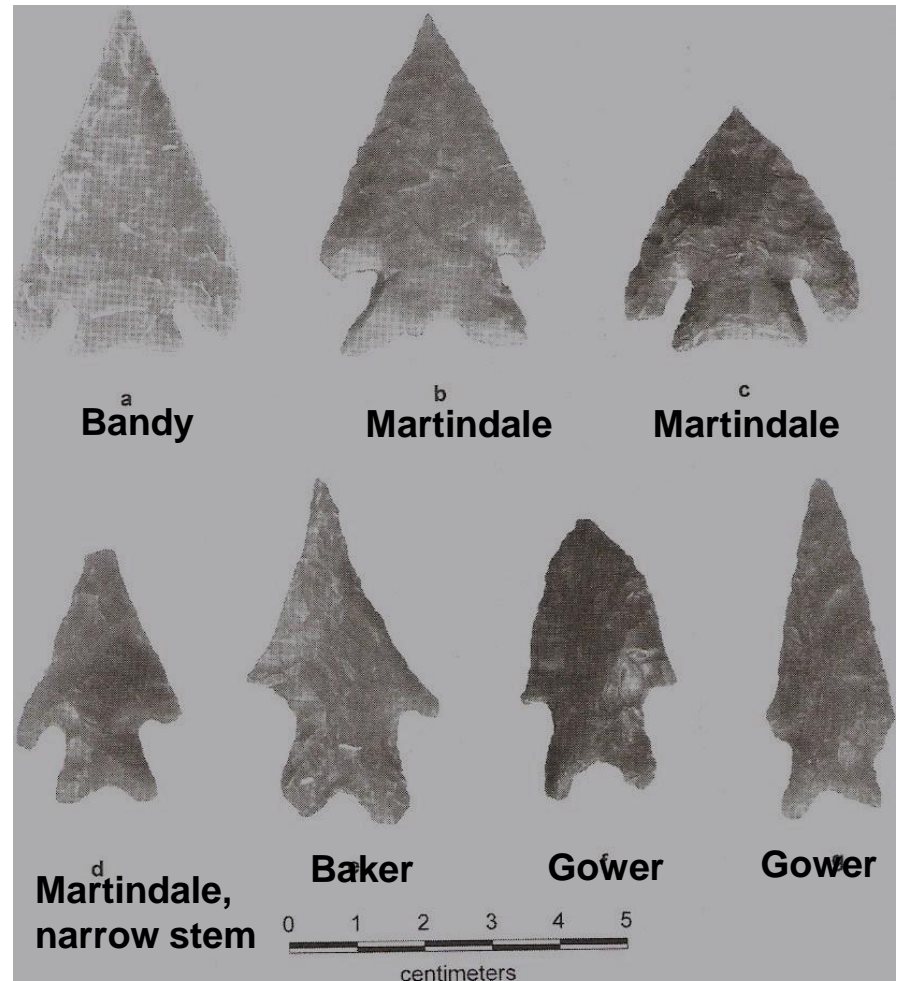 a
Bandy
b
Martindale
c
Martindale
d
Martindale,
narrow stem
e
Baker
f
Gower
g
Gower
0 1 2 3 4 5
centimeters